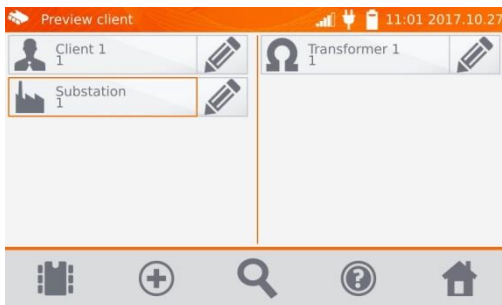 Preview client
11:01 2017.10.27
Client 1
1
Substation
1
Transformer 1
1